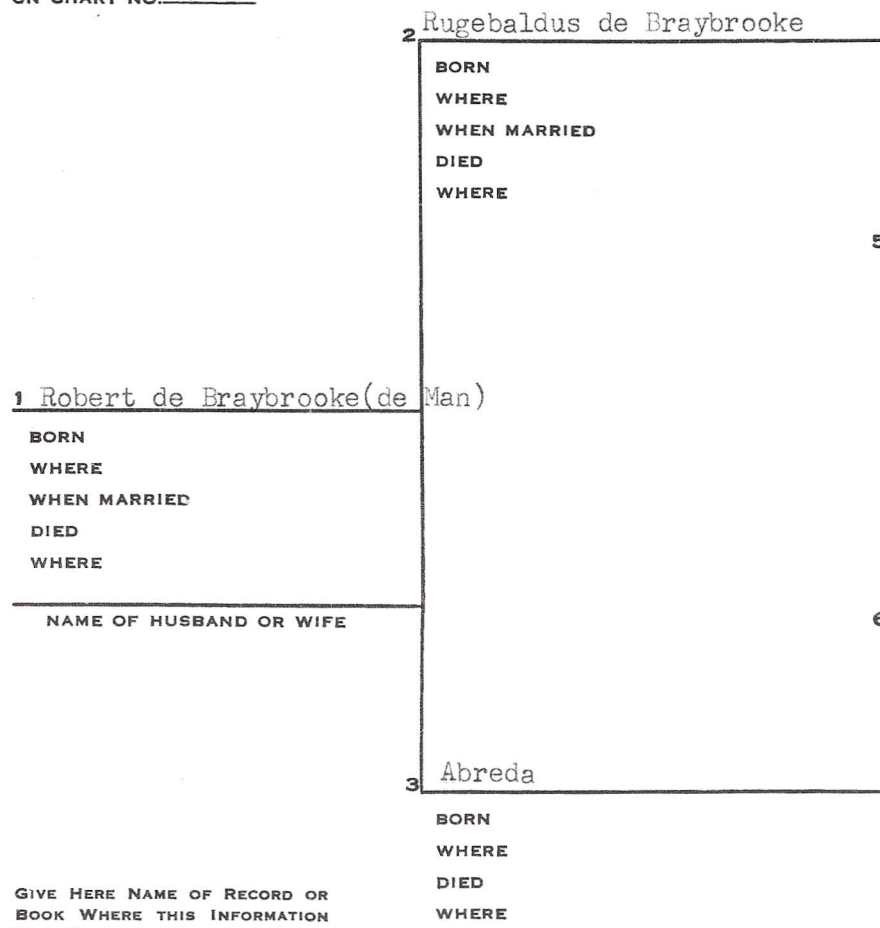 ON CHART NO.
2 Rugebaldus de Braybrooke
BORN
WHERE
WHEN MARRIED
DIED
WHERE
5
1 Robert de Braybrooke(de Man)
BORN
WHERE
WHEN MARRIED
DIED
WHERE
NAME OF HUSBAND OR WIFE
6
3 Abreda
BORN
WHERE
DIED
WHERE
GIVE HERE NAME OF RECORD OR
BOOK WHERE THIS INFORMATION